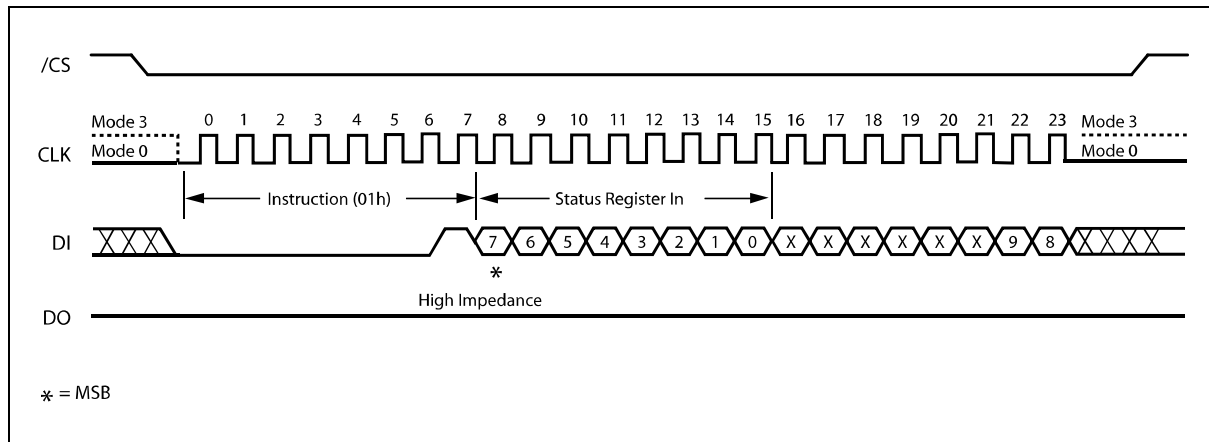 /CS
0 1 2 3 4 5 6 7 8 9 10 11 12 13 14 15 16 17 18 19 20 21 22 23
Mode 3 Mode 3
CLK Mode 0 Mode 0
Instruction (01h) Status Register In
DI 7 6 5 4 3 2 1 0 X X X X X X 9 8
*
High Impedance
DO
* = MSB